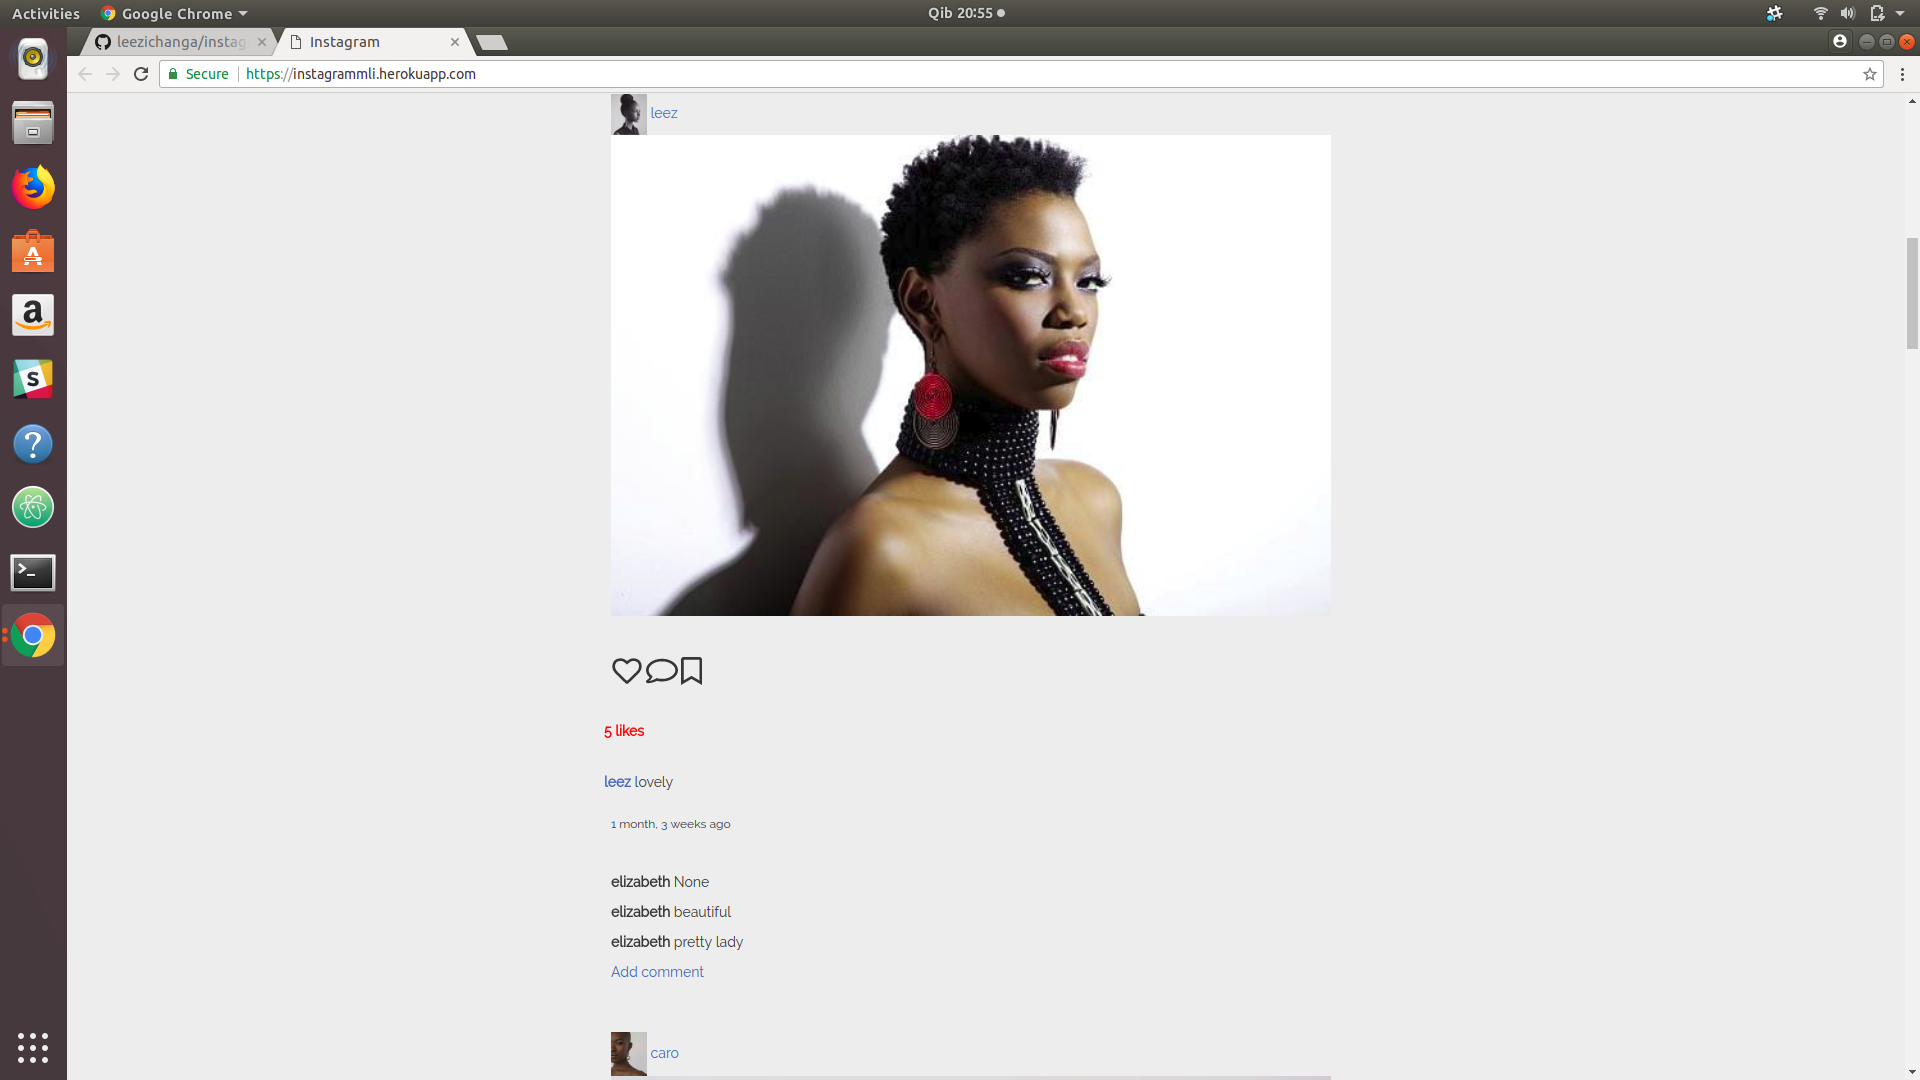 Activities Google Chrome Qib 20:55
leezichanga/instag Instagram
Secure https://instagrammli.herokuapp.com
leez
5 likes
leez lovely
1 month, 3 weeks ago
elizabeth None
elizabeth beautiful
elizabeth pretty lady
Add comment
caro